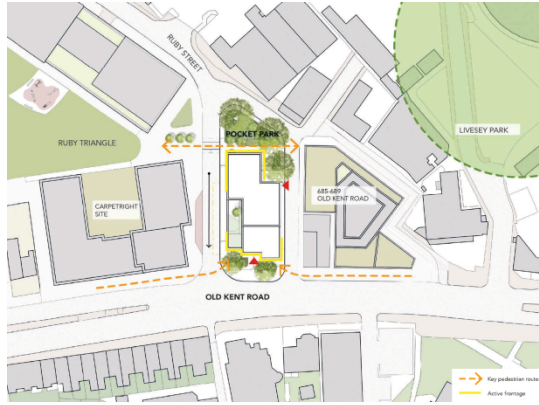 RUBY STREET
POCKET PARK
RUBY TRIANGLE
LIVESEY PARK
CARPETRIGHT
SITE
685-689
OLD KENT ROAD
OLD KENT ROAD
Key pedestrian route
Active frontage